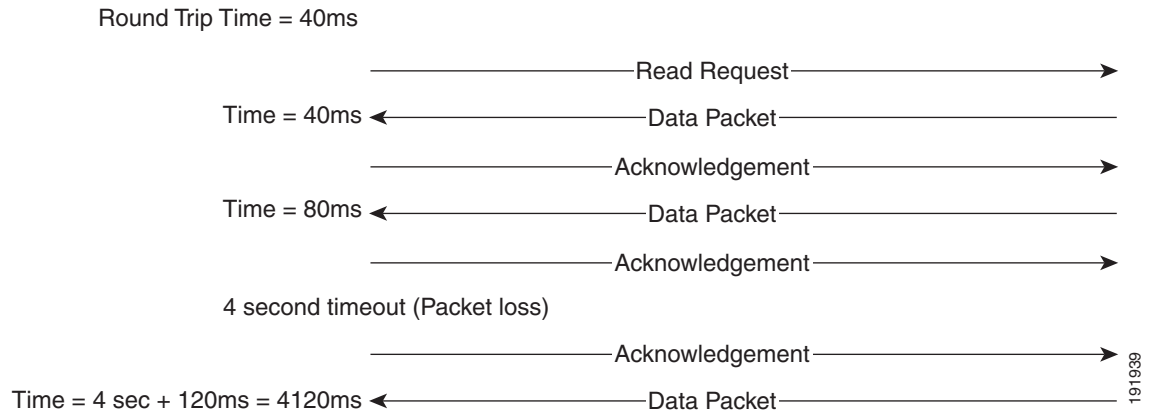 Round Trip Time = 40ms
Read Request
Time = 40ms
Data Packet
Acknowledgement
Time = 80ms
Data Packet
Acknowledgement
4 second timeout (Packet loss)
Acknowledgement
Time = 4 sec + 120ms = 4120ms
Data Packet
191939